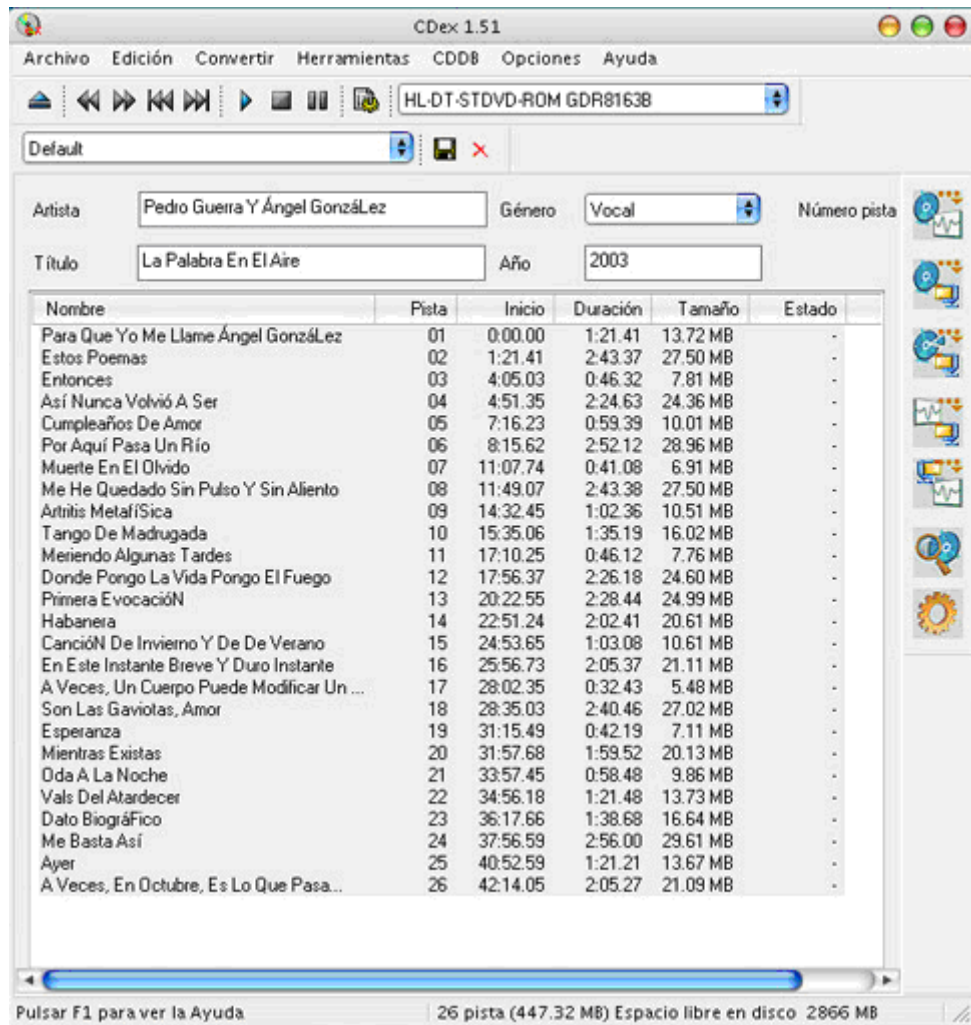 CDex 1.51
Archivo Edición Convertir Herramientas CDDB Opciones Ayuda
HL-DT-STDVD-ROM GDR8163B
Default
Artista Pedro Guerra Y Ángel GonzáLez Género Vocal Número pista
Título La Palabra En El Aire Año 2003
Nombre Pista Inicio Duración Tamaño Estado
Para Que Yo Me Llame Ángel GonzáLez 01 0:00.00 1:21.41 13.72 MB -
Estos Poemas 02 1:21.41 2:43.37 27.50 MB -
Entonces 03 4:05.03 0:46.32 7.81 MB -
Así Nunca Volvió A Ser 04 4:51.35 2:24.63 24.36 MB -
Cumpleaños De Amor 05 7:16.23 0:59.39 10.01 MB -
Por Aquí Pasa Un Río 06 8:15.62 2:52.12 28.96 MB -
Muerte En El Olvido 07 11:07.74 0:41.08 6.91 MB -
Me He Quedado Sin Pulso Y Sin Aliento 08 11:49.07 2:43.38 27.50 MB -
Artritis MetafíSica 09 14:32.45 1:02.36 10.51 MB -
Tango De Madrugada 10 15:35.06 1:35.19 16.02 MB -
Meriendo Algunas Tardes 11 17:10.25 0:46.12 7.76 MB -
Donde Pongo La Vida Pongo El Fuego 12 17:56.37 2:26.18 24.60 MB -
Primera EvocacióN 13 20:22.55 2:28.44 24.99 MB -
Habanera 14 22:51.24 2:02.41 20.61 MB -
CancióN De Invierno Y De De Verano 15 24:53.65 1:03.08 10.61 MB -
En Este Instante Breve Y Duro Instante 16 25:56.73 2:05.37 21.11 MB -
A Veces, Un Cuerpo Puede Modificar Un ... 17 28:02.35 0:32.43 5.48 MB -
Son Las Gaviotas, Amor 18 28:35.03 2:40.46 27.02 MB -
Esperanza 19 31:15.49 0:42.19 7.11 MB -
Mientras Existas 20 31:57.68 1:59.52 20.13 MB -
Oda A La Noche 21 33:57.45 0:58.48 9.86 MB -
Vals Del Atardecer 22 34:56.18 1:21.48 13.73 MB -
Dato BiográFico 23 36:17.66 1:38.68 16.64 MB -
Me Basta Así 24 37:56.59 2:56.00 29.61 MB -
Ayer 25 40:52.59 1:21.21 13.67 MB -
A Veces, En Octubre, Es Lo Que Pasa... 26 42:14.05 2:05.27 21.09 MB -
Pulsar F1 para ver la Ayuda 26 pista (447.32 MB) Espacio libre en disco 2866 MB